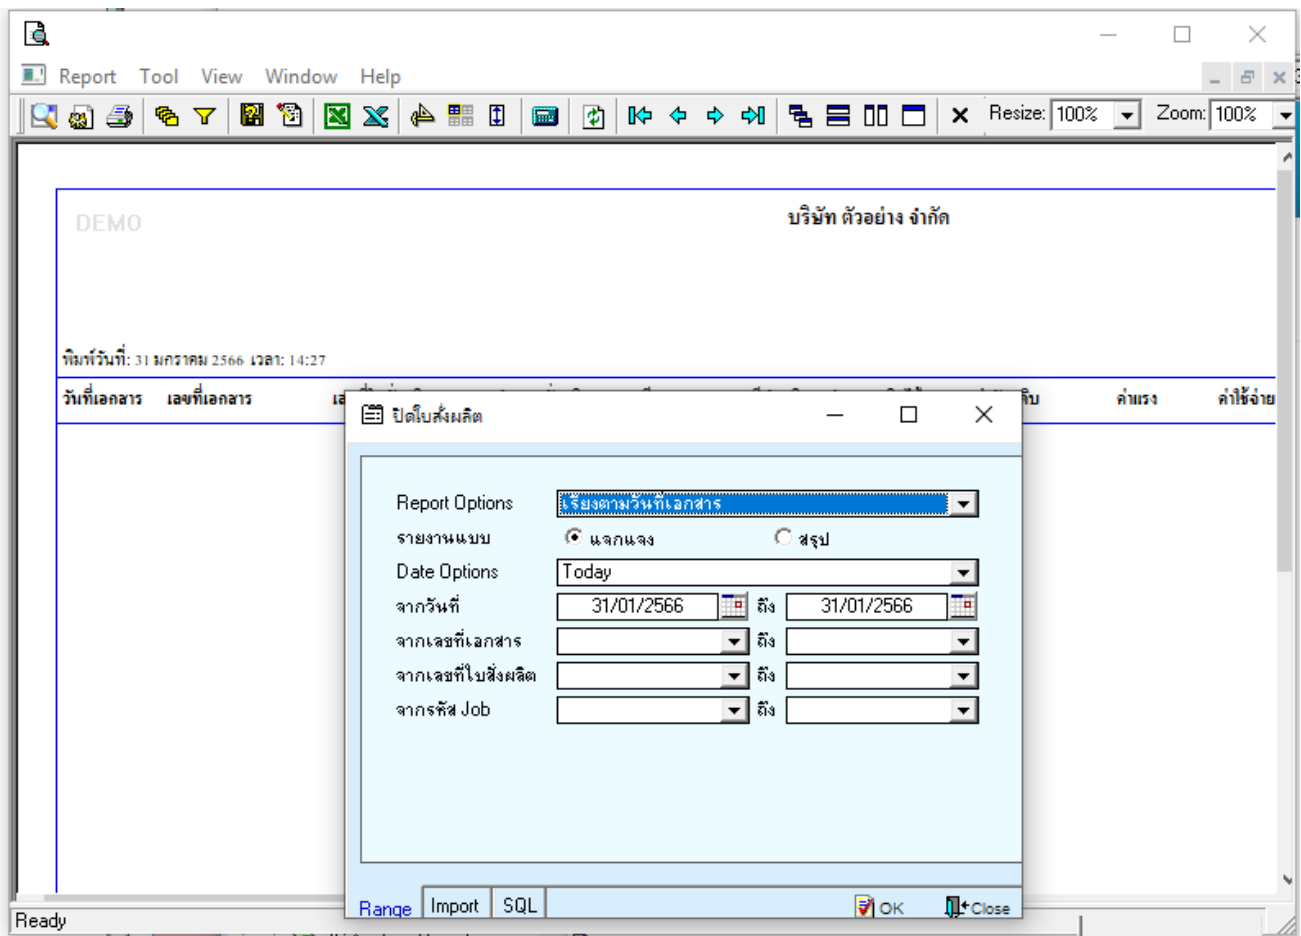 Report Tool View Window Help
Resize: 100% Zoom: 100%
DEMO
บริษัท ตัวอย่าง จำกัด
พิมพ์วันที่: 31 มกราคม 2566 เวลา: 14:27
วันที่เอกสาร เลขที่เอกสาร ค่าแรง ค่าใช้จ่าย
ปิดใบสั่งผลิต
Report Options เรียงตามวันที่เอกสาร
รายงานแบบ แจกแจง สรุป
Date Options Today
จากวันที่ 31/01/2566 ถึง 31/01/2566
จากเลขที่เอกสาร ถึง
จากเลขที่ใบสั่งผลิต ถึง
จากรหัส Job ถึง
Range Import SQL OK Close
Ready